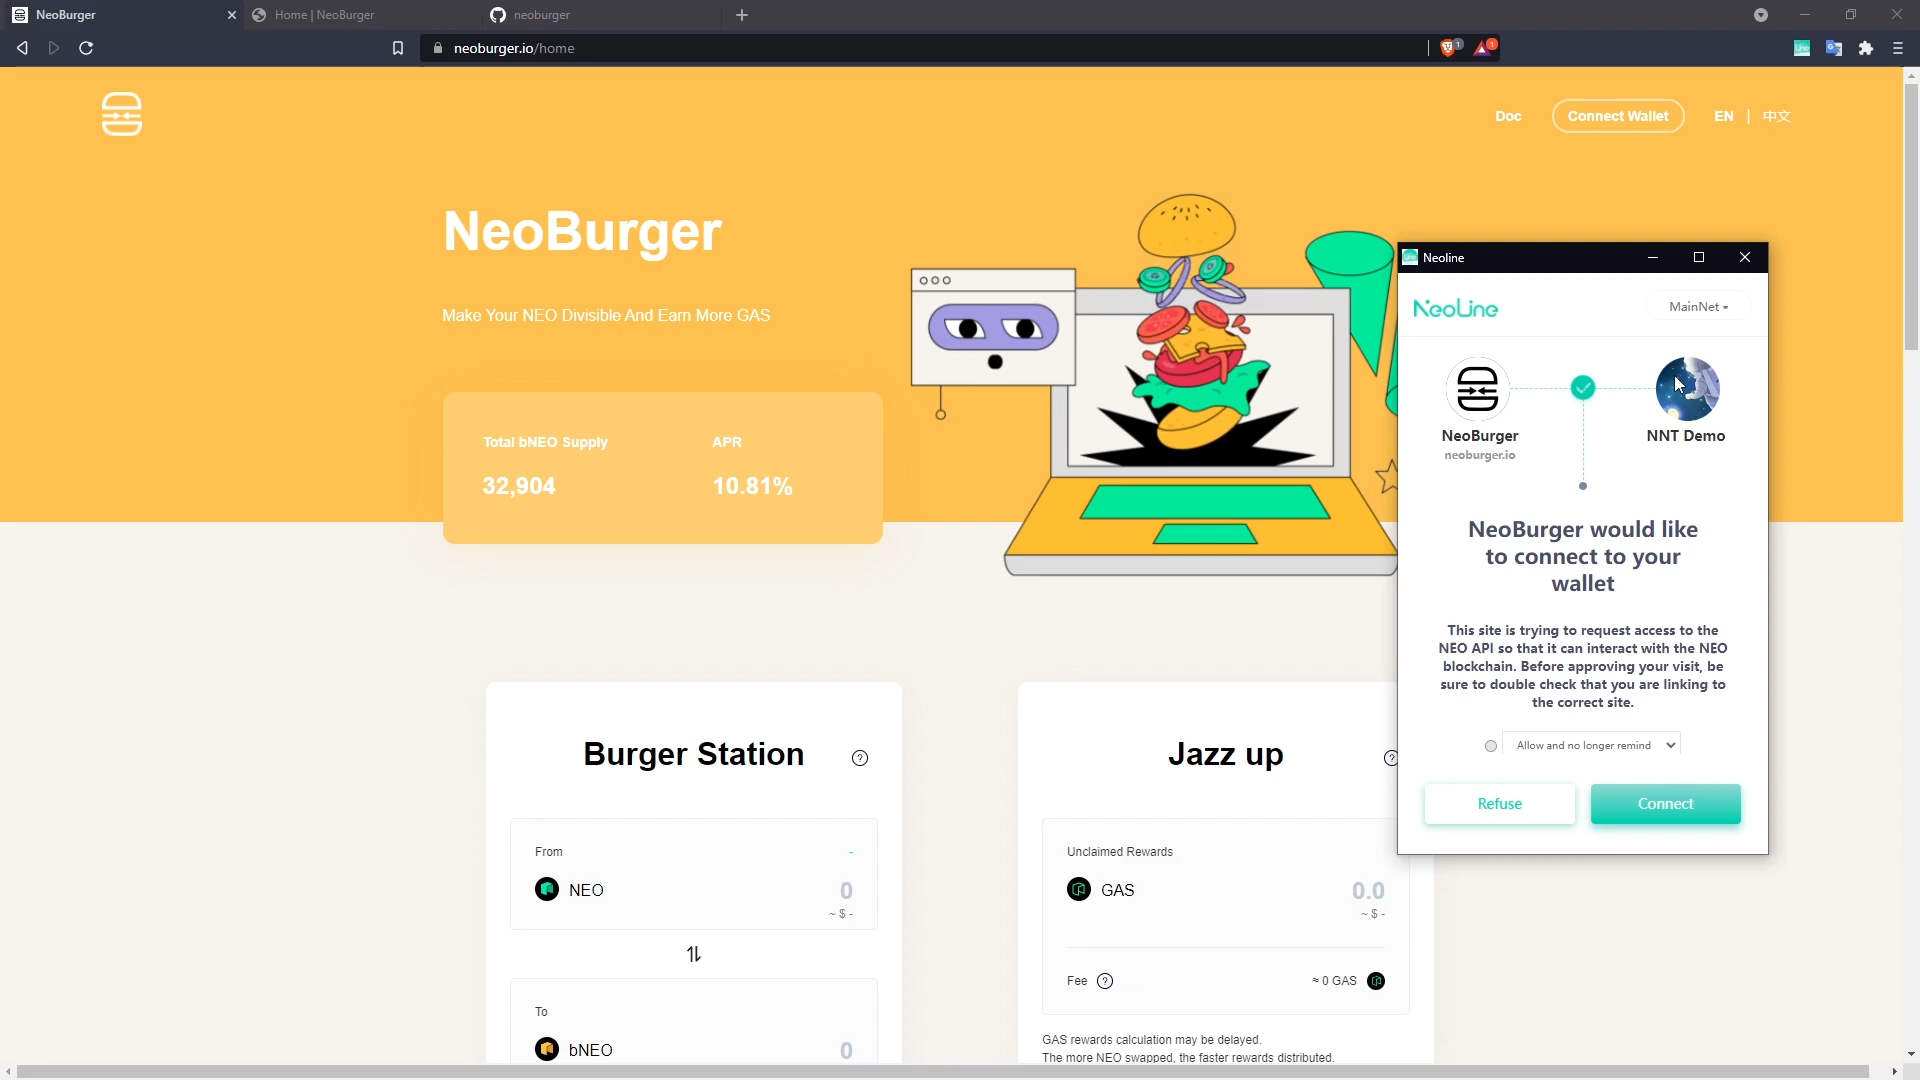 NeoBurger
Home | NeoBurger
neoburger
neoburger.io/home
1
1
Doc
Connect Wallet
EN | 中文
NeoBurger
Make Your NEO Divisible And Earn More GAS
Total bNEO Supply
APR
32,904
10.81%
Burger Station
?
From
-
NEO
0
~ $ -
To
bNEO
0
Jazz up
?
Unclaimed Rewards
GAS
0.0
~ $ -
Fee ?
≈ 0 GAS
GAS rewards calculation may be delayed.
The more NEO swapped, the faster rewards distributed.
Neoline
NeoLine
MainNet
NeoBurger
neoburger.io
NNT Demo
NeoBurger would like
to connect to your
wallet
This site is trying to request access to the
NEO API so that it can interact with the NEO
blockchain. Before approving your visit, be
sure to double check that you are linking to
the correct site.
Allow and no longer remind
Refuse
Connect